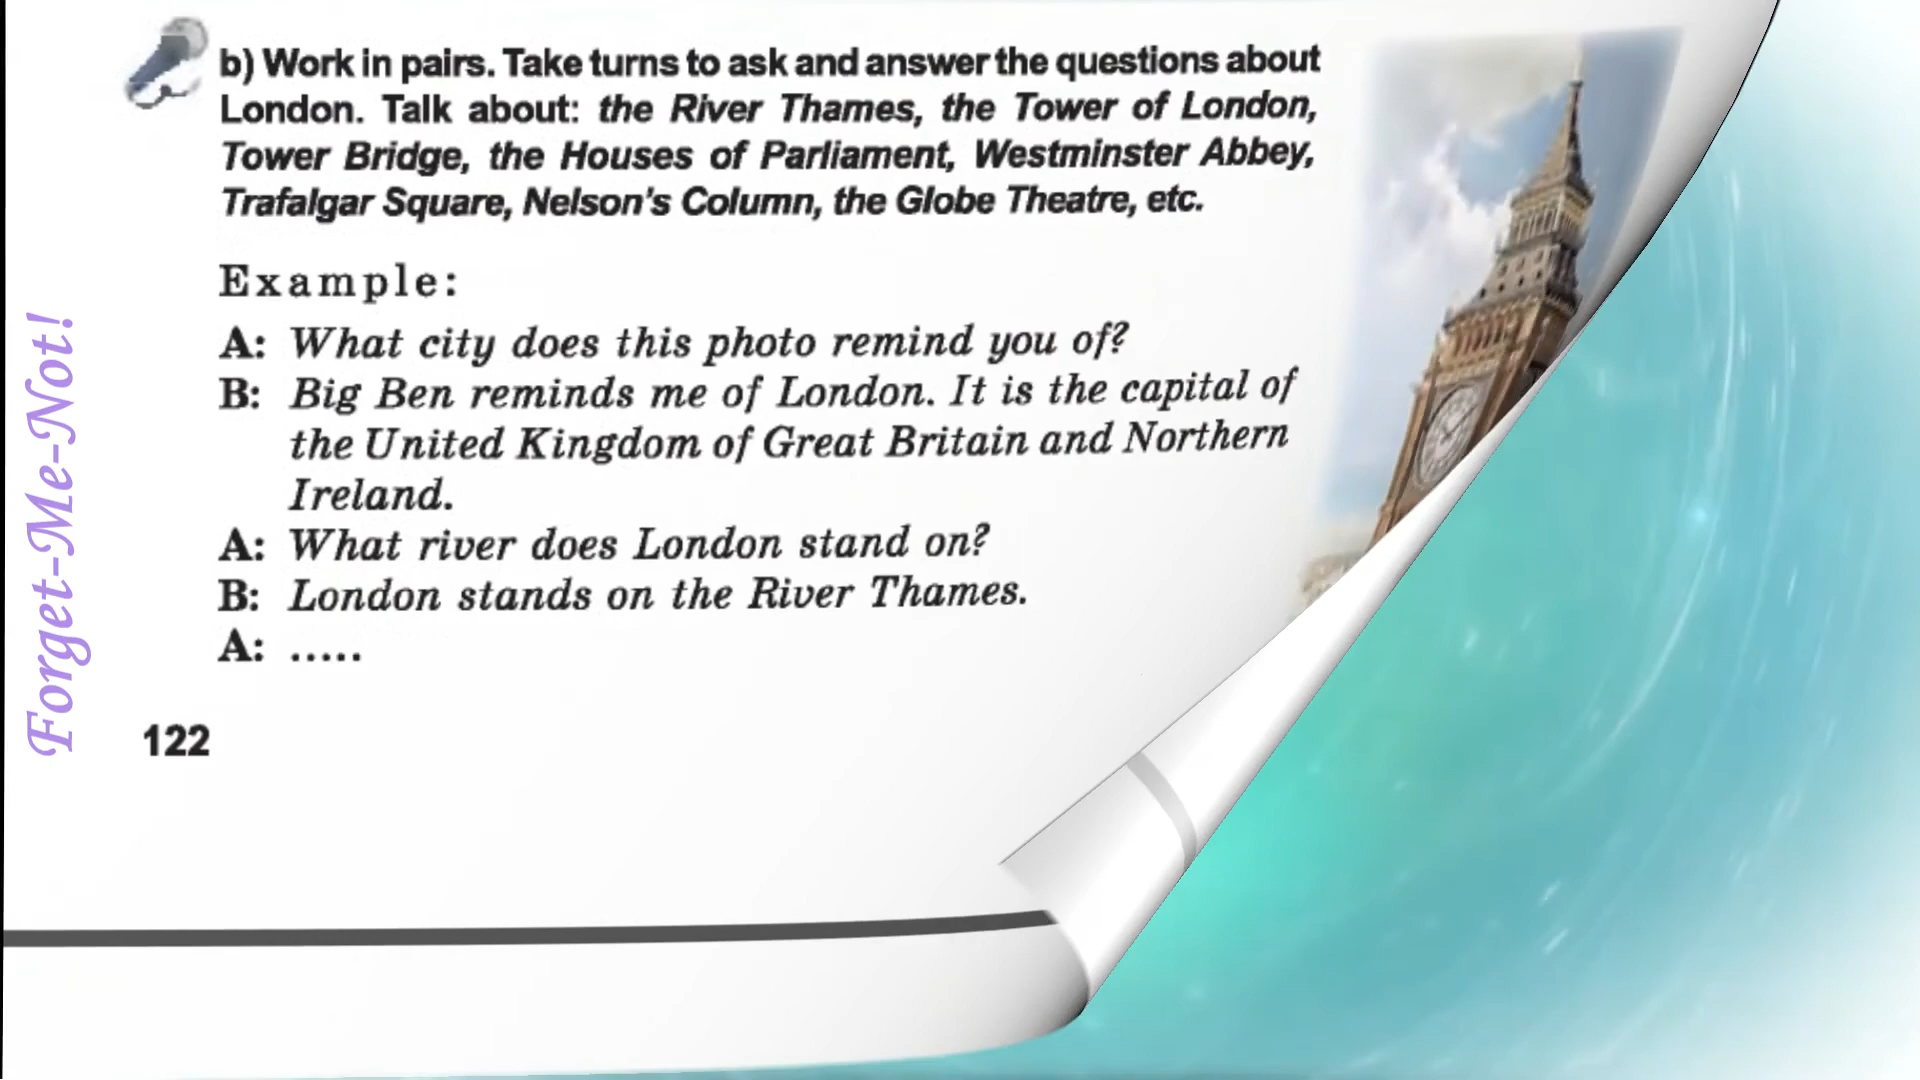 b) Work in pairs. Take turns to ask and answer the questions about
London. Talk about: the River Thames, the Tower of London,
Tower Bridge, the Houses of Parliament, Westminster Abbey,
Trafalgar Square, Nelson's Column, the Globe Theatre, etc.
Example:
A: What city does this photo remind you of?
B: Big Ben reminds me of London. It is the capital of
the United Kingdom of Great Britain and Northern
Ireland.
A: What river does London stand on?
B: London stands on the River Thames.
A: .....
122
Forget-Me-Not!